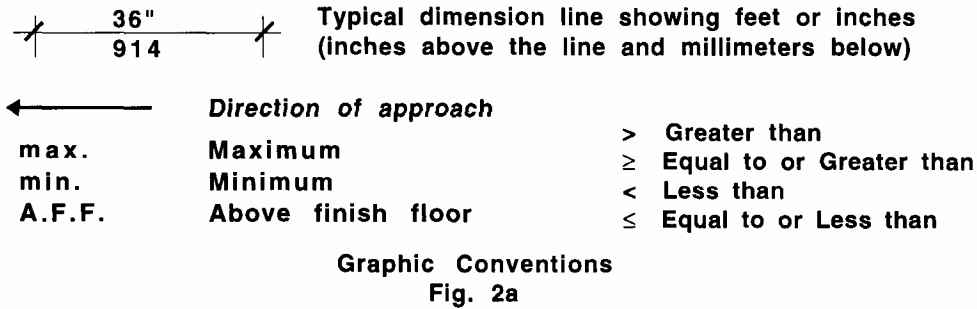 36"
914
Typical dimension line showing feet or inches
(inches above the line and millimeters below)
Direction of approach
max. Maximum
min. Minimum
A.F.F. Above finish floor
> Greater than
≥ Equal to or Greater than
< Less than
≤ Equal to or Less than
Graphic Conventions
Fig. 2a